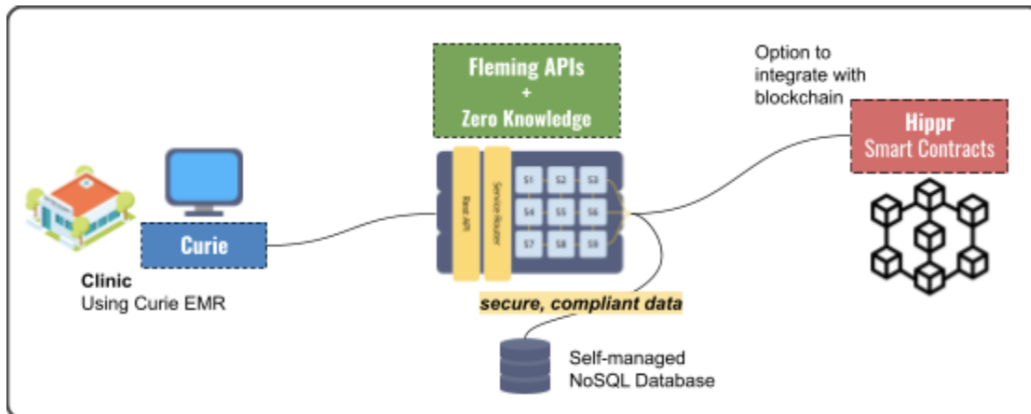 Fleming APIs
+
Zero Knowledge
Option to
integrate with
blockchain
Hippr
Smart Contracts
Curie
Clinic
Using Curie EMR
Rest API
Service Router
S1 S2 S3
S4 S5 S6
S7 S8 S9
secure, compliant data
Self-managed
NoSQL Database